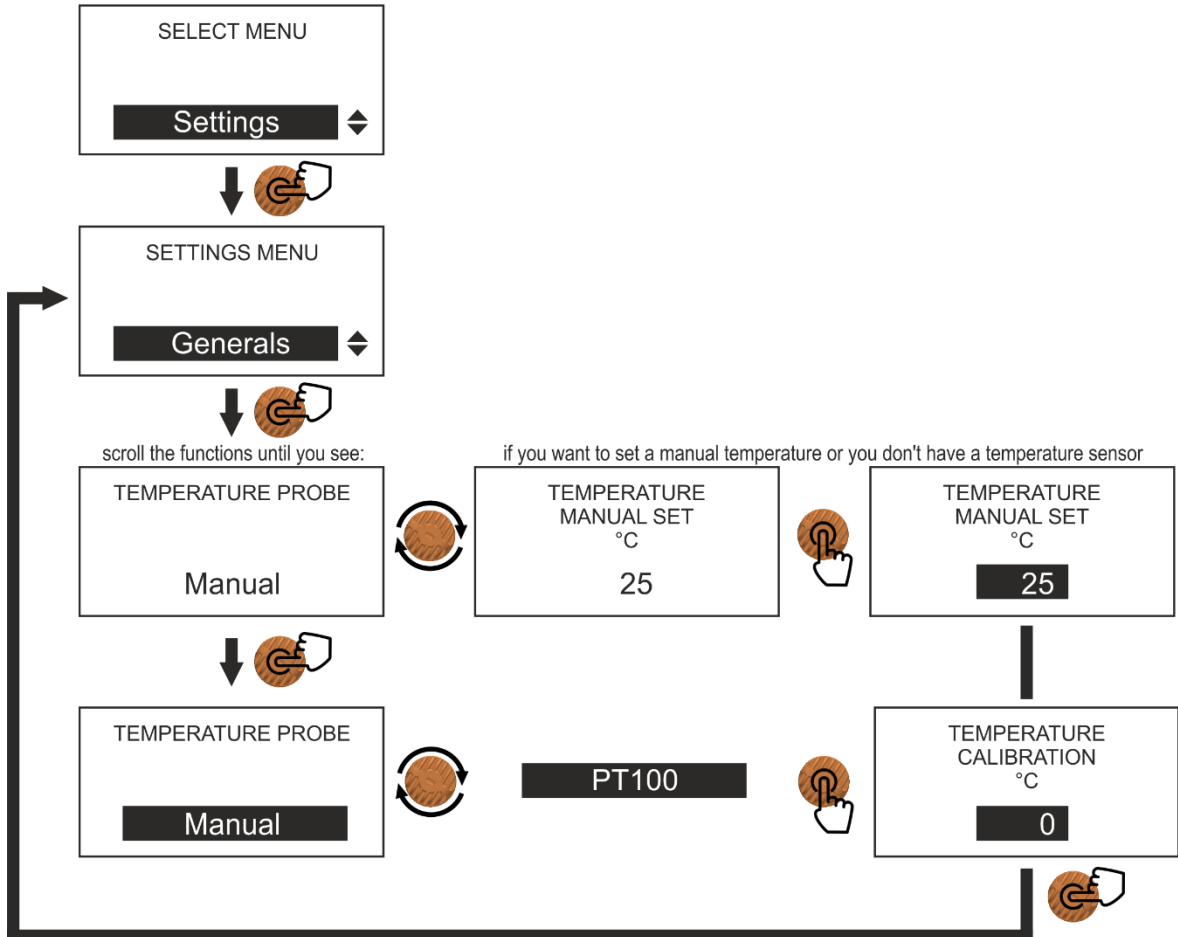 SELECT MENU
Settings
SETTINGS MENU
Generals
scroll the functions until you see:
if you want to set a manual temperature or you don't have a temperature sensor
TEMPERATURE PROBE
Manual
TEMPERATURE
MANUAL SET
°C
25
TEMPERATURE
MANUAL SET
°C
25
TEMPERATURE PROBE
Manual
PT100
TEMPERATURE
CALIBRATION
°C
0